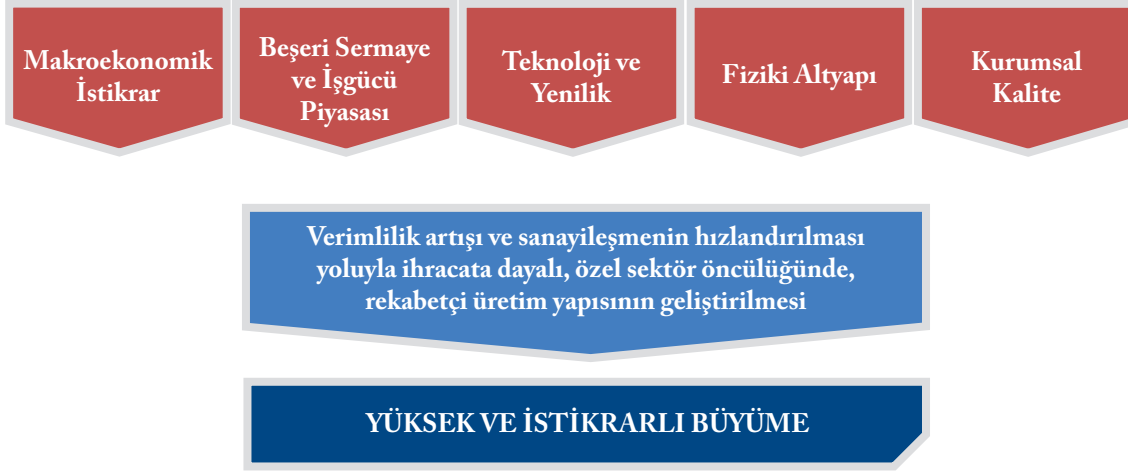 Makroekonomik
İstikrar
Beşeri Sermaye
ve İşgücü
Piyasası
Teknoloji ve
Yenilik
Fiziki Altyapı
Kurumsal
Kalite
Verimlilik artışı ve sanayileşmenin hızlandırılması
yoluyla ihracata dayalı, özel sektör öncülüğünde,
rekabetçi üretim yapısının geliştirilmesi
YÜKSEK VE İSTİKRARLI BÜYÜME